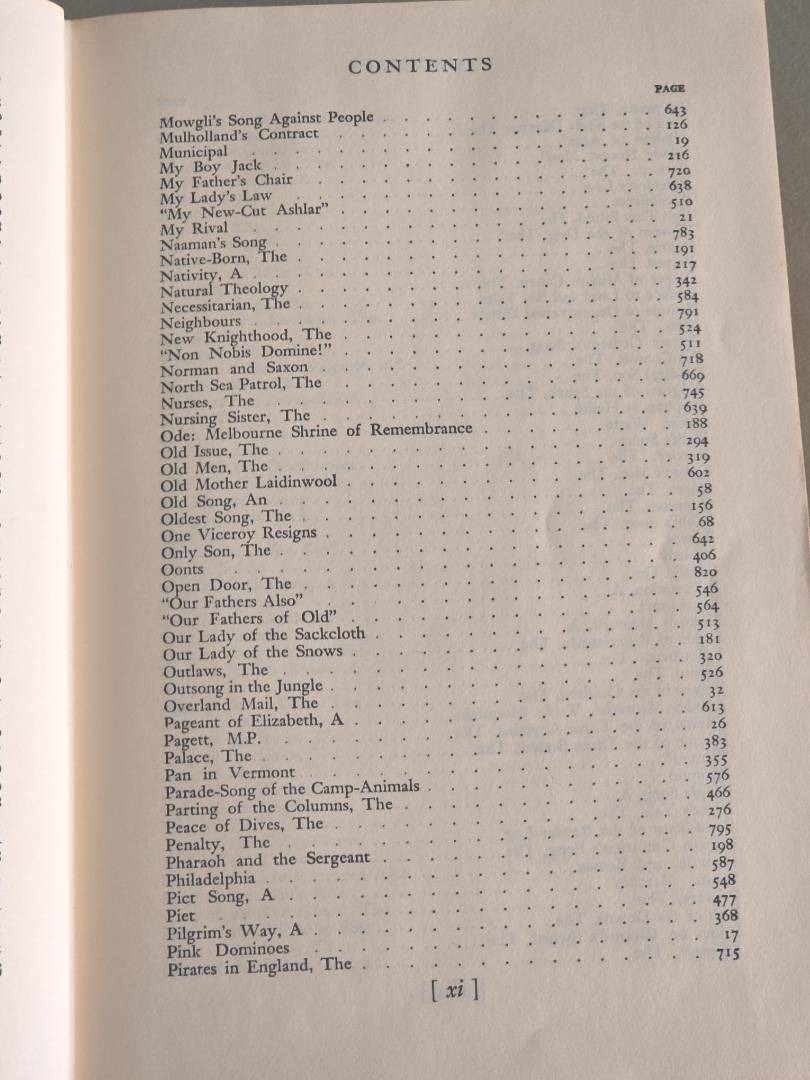 CONTENTS
PAGE
Mowgli's Song Against People 643
Mulholland's Contract 126
Municipal 19
My Boy Jack 216
My Father's Chair 720
My Lady's Law 638
"My New-Cut Ashlar" 510
My Rival 21
Naaman's Song 783
Native-Born, The 191
Nativity, A 217
Natural Theology 342
Necessitarian, The 584
Neighbours 791
New Knighthood, The 524
"Non Nobis Domine!" 511
Norman and Saxon 718
North Sea Patrol, The 669
Nurses, The 745
Nursing Sister, The 639
Ode: Melbourne Shrine of Remembrance 188
Old Issue, The 294
Old Men, The 319
Old Mother Laidinwool 602
Old Song, An 58
Oldest Song, The 156
One Viceroy Resigns 68
Only Son, The 642
Oonts 406
Open Door, The 820
"Our Fathers Also" 546
"Our Fathers of Old" 564
Our Lady of the Sackcloth 513
Our Lady of the Snows 181
Outlaws, The 320
Outsong in the Jungle 526
Overland Mail, The 32
Pageant of Elizabeth, A 613
Pagett, M.P. 26
Palace, The 383
Pan in Vermont 355
Parade-Song of the Camp-Animals 576
Parting of the Columns, The 466
Peace of Dives, The 276
Penalty, The 795
Pharaoh and the Sergeant 198
Philadelphia 587
Pict Song, A 548
Piet 477
Pilgrim's Way, A 368
Pink Dominoes 17
Pirates in England, The 715
[ xi ]